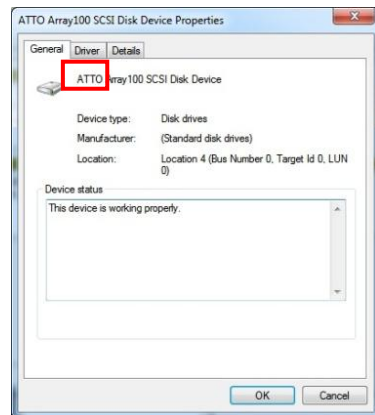 ATTO Array100 SCSI Disk Device Properties
General Driver Details
ATTO Array100 SCSI Disk Device
Device type: Disk drives
Manufacturer: (Standard disk drives)
Location: Location 4 (Bus Number 0, Target Id 0, LUN
0)
Device status
This device is working properly.
OK Cancel